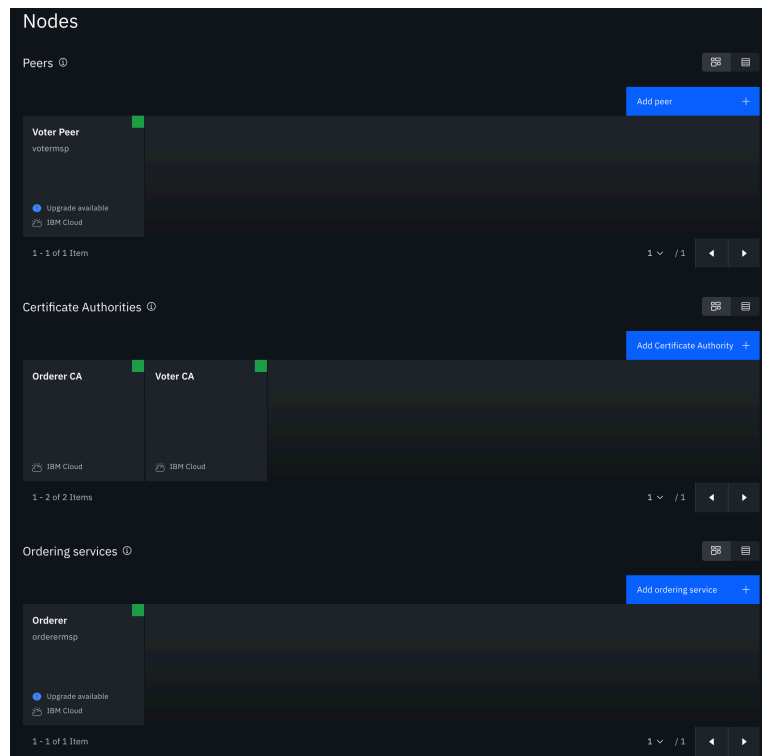 Nodes
Peers
Add peer +
Voter Peer
votermsp
Upgrade available
IBM Cloud
1 - 1 of 1 Item
1 / 1
Certificate Authorities
Add Certificate Authority +
Orderer CA
Voter CA
IBM Cloud
IBM Cloud
1 - 2 of 2 Items
1 / 1
Ordering services
Add ordering service +
Orderer
orderermsp
Upgrade available
IBM Cloud
1 - 1 of 1 Item
1 / 1